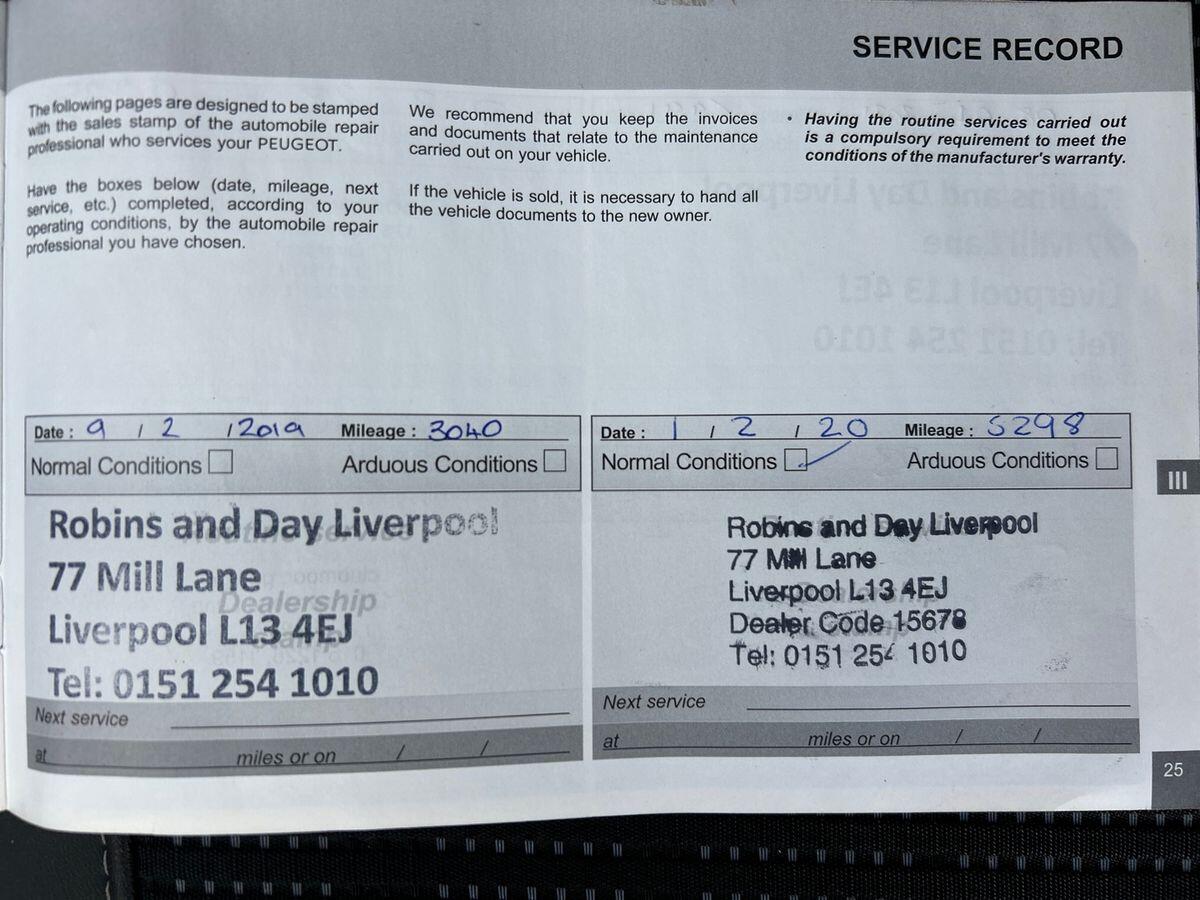 SERVICE RECORD
The following pages are designed to be stamped
with the sales stamp of the automobile repair
professional who services your PEUGEOT.
Have the boxes below (date, mileage, next
service, etc.) completed, according to your
operating conditions, by the automobile repair
professional you have chosen.
We recommend that you keep the invoices
and documents that relate to the maintenance
carried out on your vehicle.
If the vehicle is sold, it is necessary to hand all
the vehicle documents to the new owner.
• Having the routine services carried out
is a compulsory requirement to meet the
conditions of the manufacturer's warranty.
Date : 9 / 2 / 2019 Mileage : 3040
Normal Conditions Arduous Conditions
Robins and Day Liverpool
77 Mill Lane
Dealership
Liverpool L13 4EJ
Tel: 0151 254 1010
Next service
at miles or on / /
Date : 1 / 2 / 20 Mileage : 5298
Normal Conditions Arduous Conditions
Robins and Day Liverpool
77 Mill Lane
Liverpool L13 4EJ
Dealer Code 15678
Tel: 0151 254 1010
Next service
at miles or on / /
III
25